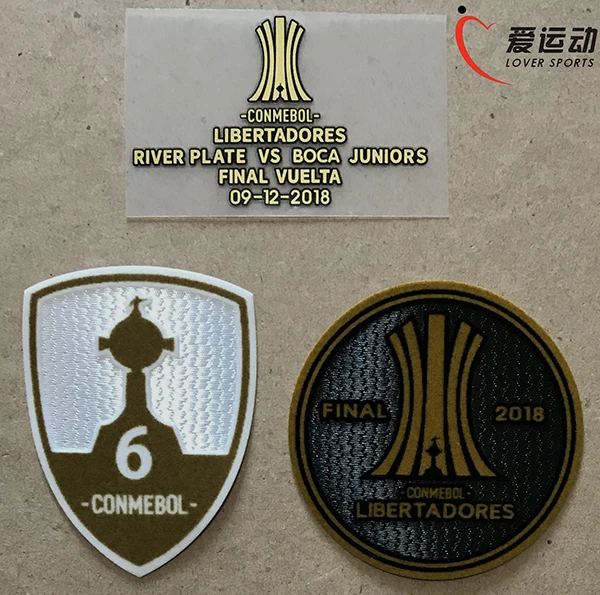 爱运动
LOVER SPORTS
-CONMEBOL-
LIBERTADORES
RIVER PLATE VS BOCA JUNIORS
FINAL VUELTA
09-12-2018
6
-CONMEBOL-
FINAL 2018
-CONMEBOL-
LIBERTADORES